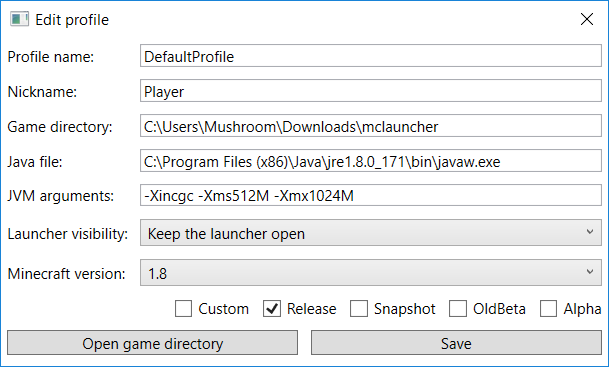 Edit profile
Profile name: DefaultProfile
Nickname: Player
Game directory: C:\Users\Mushroom\Downloads\mclauncher
Java file: C:\Program Files (x86)\Java\jre1.8.0_171\bin\javaw.exe
JVM arguments: -Xincgc -Xms512M -Xmx1024M
Launcher visibility: Keep the launcher open
Minecraft version: 1.8
Custom Release Snapshot OldBeta Alpha
Open game directory Save